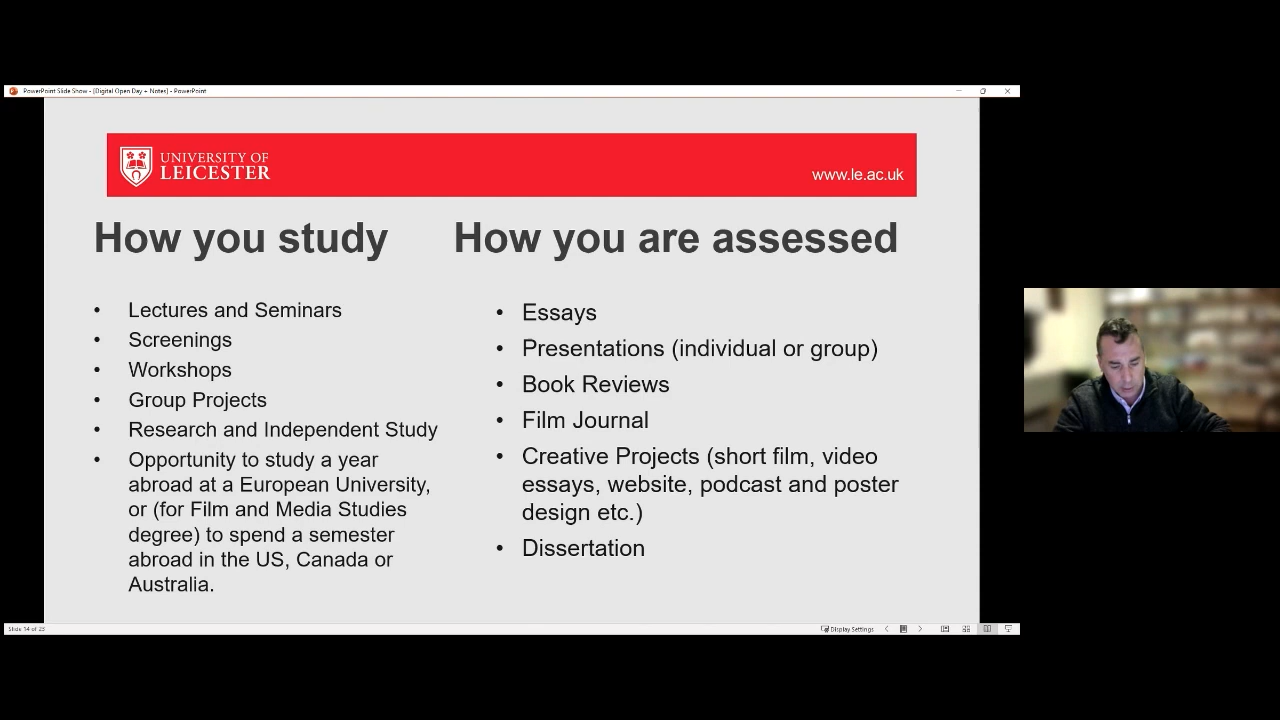 PowerPoint Slide Show - [Digital Open Day + Notes] - PowerPoint
UNIVERSITY OF
LEICESTER
www.le.ac.uk
How you study
• Lectures and Seminars
• Screenings
• Workshops
• Group Projects
• Research and Independent Study
• Opportunity to study a year
abroad at a European University,
or (for Film and Media Studies
degree) to spend a semester
abroad in the US, Canada or
Australia.
How you are assessed
• Essays
• Presentations (individual or group)
• Book Reviews
• Film Journal
• Creative Projects (short film, video
essays, website, podcast and poster
design etc.)
• Dissertation
Slide 14 of 23
Display Settings